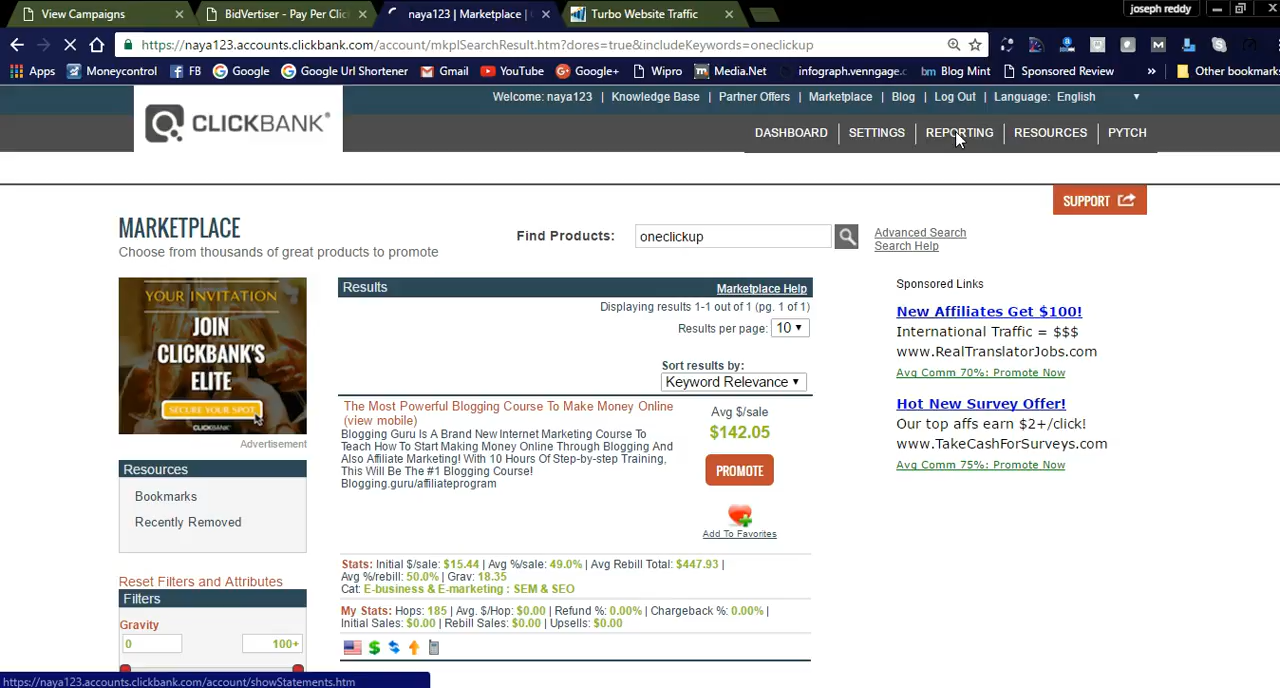 View Campaigns
BidVertiser - Pay Per Clic
naya123 | Marketplace |
Turbo Website Traffic
joseph reddy
https://naya123.accounts.clickbank.com/account/mkplSearchResult.htm?dores=true&includeKeywords=oneclickup
Apps
Moneycontrol
FB
Google
Google Url Shortener
Gmail
YouTube
Google+
Wipro
Media.Net
infograph.venngage.c
bm Blog Mint
Sponsored Review
»
Other bookmarks
Welcome: naya123 | Knowledge Base | Partner Offers | Marketplace | Blog | Log Out | Language: English
CLICKBANK®
DASHBOARD | SETTINGS | REPORTING | RESOURCES | PYTCH
SUPPORT
MARKETPLACE
Choose from thousands of great products to promote
Find Products:
oneclickup
Advanced Search
Search Help
YOUR INVITATION
JOIN
CLICKBANK'S
ELITE
SECURE YOUR SPOT
CLICKBANK
Advertisement
Resources
Bookmarks
Recently Removed
Reset Filters and Attributes
Filters
Gravity
0
100+
Results
Marketplace Help
Displaying results 1-1 out of 1 (pg. 1 of 1)
Results per page: 10
Sort results by:
Keyword Relevance
The Most Powerful Blogging Course To Make Money Online
(view mobile)
Blogging Guru Is A Brand New Internet Marketing Course To
Teach How To Start Making Money Online Through Blogging And
Also Affiliate Marketing! With 10 Hours Of Step-by-step Training,
This Will Be The #1 Blogging Course!
Blogging.guru/affiliateprogram
Avg $/sale
$142.05
PROMOTE
Add To Favorites
Stats: Initial $/sale: $15.44 | Avg %/sale: 49.0% | Avg Rebill Total: $447.93 |
Avg %/rebill: 50.0% | Grav: 18.35
Cat: E-business & E-marketing : SEM & SEO
My Stats: Hops: 185 | Avg. $/Hop: $0.00 | Refund %: 0.00% | Chargeback %: 0.00% |
Initial Sales: $0.00 | Rebill Sales: $0.00 | Upsells: $0.00
Sponsored Links
New Affiliates Get $100!
International Traffic = $$$
www.RealTranslatorJobs.com
Avg Comm 70%: Promote Now
Hot New Survey Offer!
Our top affs earn $2+/click!
www.TakeCashForSurveys.com
Avg Comm 75%: Promote Now
https://naya123.accounts.clickbank.com/account/showStatements.htm